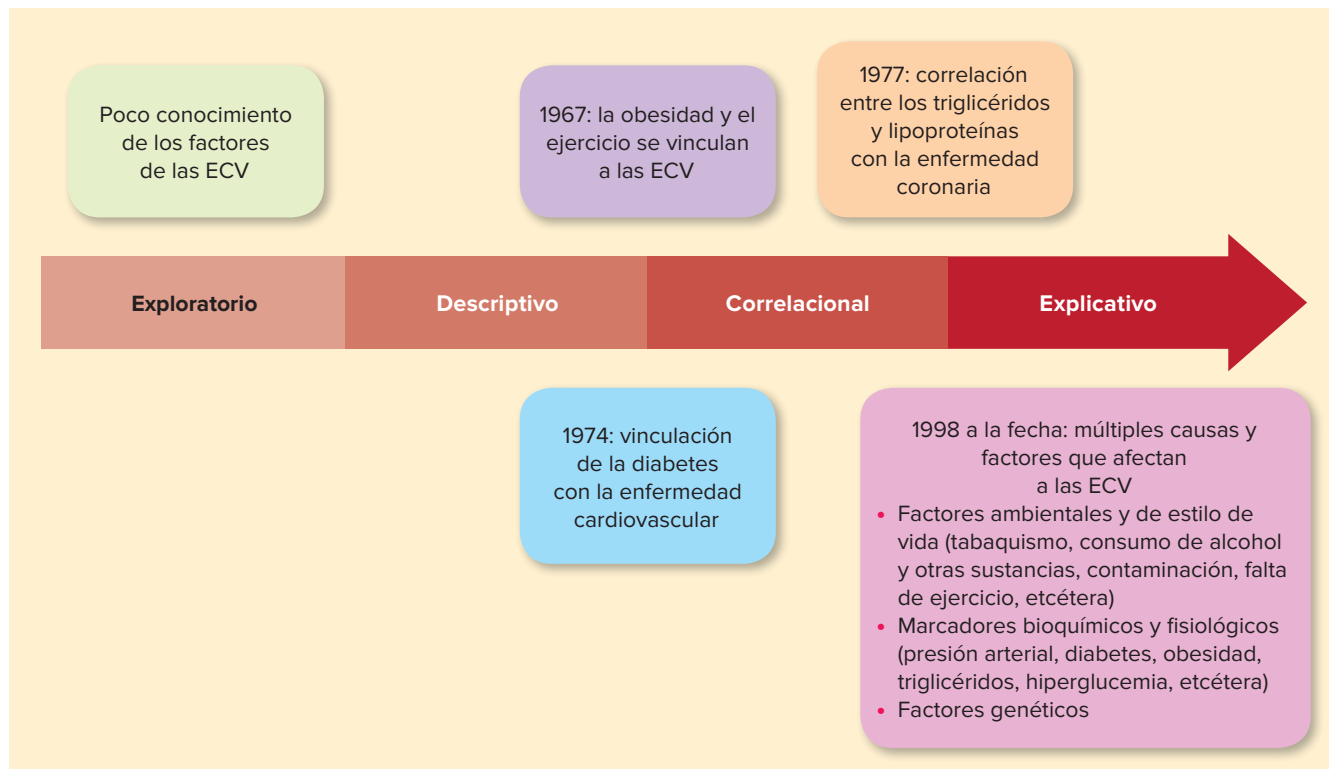 Poco conocimiento
de los factores
de las ECV
1967: la obesidad y el
ejercicio se vinculan
a las ECV
1977: correlación
entre los triglicéridos
y lipoproteínas
con la enfermedad
coronaria
Exploratorio
Descriptivo
Correlacional
Explicativo
1974: vinculación
de la diabetes
con la enfermedad
cardiovascular
1998 a la fecha: múltiples causas y
factores que afectan
a las ECV
• Factores ambientales y de estilo de
vida (tabaquismo, consumo de alcohol
y otras sustancias, contaminación, falta
de ejercicio, etcétera)
• Marcadores bioquímicos y fisiológicos
(presión arterial, diabetes, obesidad,
triglicéridos, hiperglucemia, etcétera)
• Factores genéticos